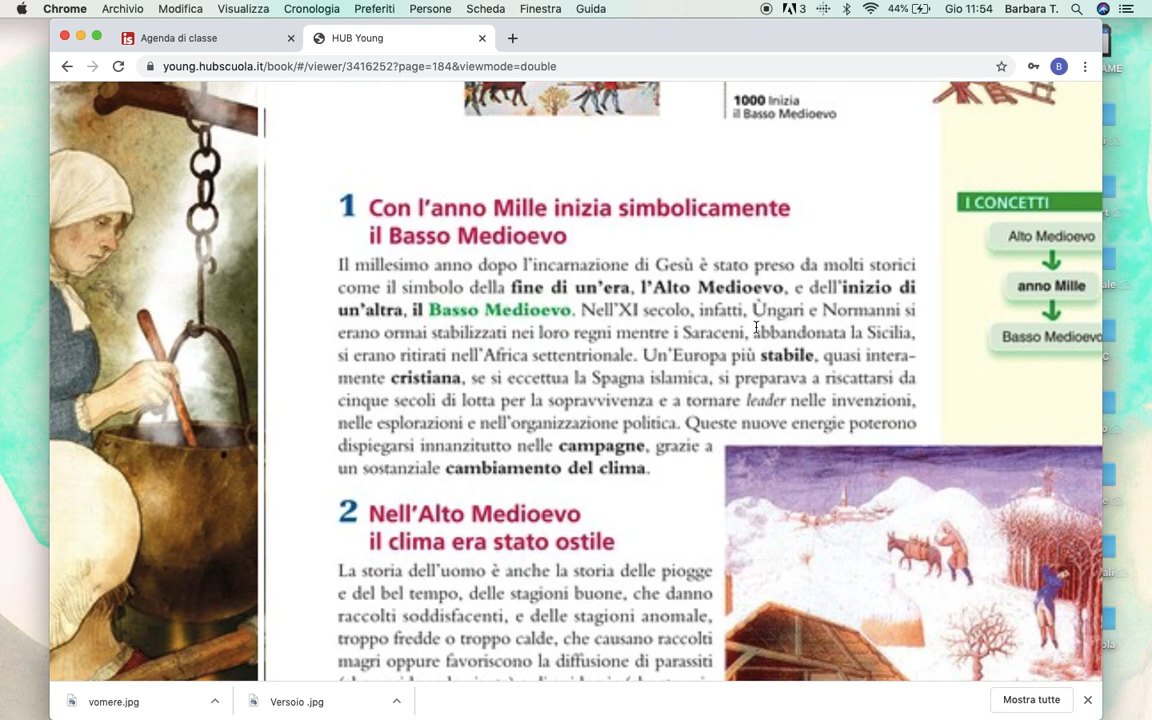 Chrome Archivio Modifica Visualizza Cronologia Preferiti Persone Scheda Finestra Guida 3 44% Gio 11:54 Barbara T.
Agenda di classe
HUB Young
young.hubscuola.it/book/#/viewer/3416252?page=184&viewmode=double
B
1000 Inizia
il Basso Medioevo
1 Con l'anno Mille inizia simbolicamente
il Basso Medioevo
Il millesimo anno dopo l'incarnazione di Gesù è stato preso da molti storici
come il simbolo della fine di un'era, l'Alto Medioevo, e dell'inizio di
un'altra, il Basso Medioevo. Nell'XI secolo, infatti, Ùngari e Normanni si
erano ormai stabilizzati nei loro regni mentre i Saraceni, abbandonata la Sicilia,
si erano ritirati nell'Africa settentrionale. Un'Europa più stabile, quasi intera-
mente cristiana, se si eccettua la Spagna islamica, si preparava a riscattarsi da
cinque secoli di lotta per la sopravvivenza e a tornare leader nelle invenzioni,
nelle esplorazioni e nell'organizzazione politica. Queste nuove energie poterono
dispiegarsi innanzitutto nelle campagne, grazie a
un sostanziale cambiamento del clima.
I CONCETTI
Alto Medioevo
anno Mille
Basso Medioevo
2 Nell'Alto Medioevo
il clima era stato ostile
La storia dell'uomo è anche la storia delle piogge
e del bel tempo, delle stagioni buone, che danno
raccolti soddisfacenti, e delle stagioni anomale,
troppo fredde o troppo calde, che causano raccolti
magri oppure favoriscono la diffusione di parassiti
vomere.jpg
Versoio .jpg
Mostra tutte